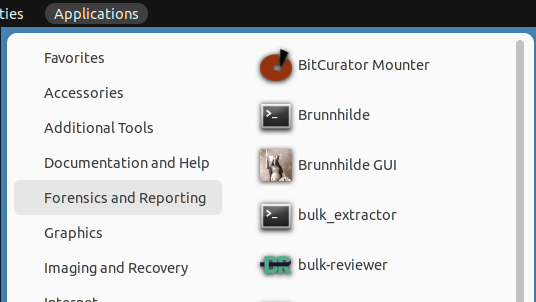 ties Applications
Favorites
Accessories
Additional Tools
Documentation and Help
Forensics and Reporting
Graphics
Imaging and Recovery
Internet
BitCurator Mounter
Brunnhilde
Brunnhilde GUI
bulk_extractor
bulk-reviewer